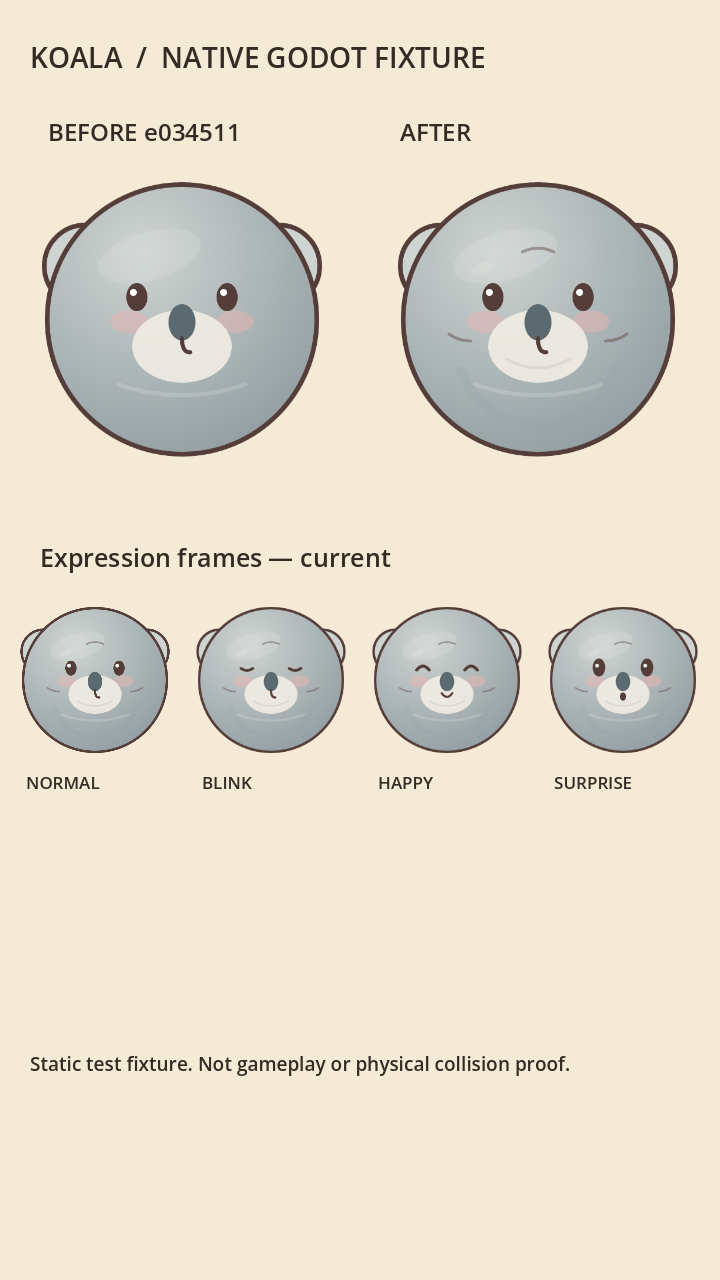 KOALA / NATIVE GODOT FIXTURE
BEFORE e034511
AFTER
Expression frames — current
NORMAL
BLINK
HAPPY
SURPRISE
Static test fixture. Not gameplay or physical collision proof.